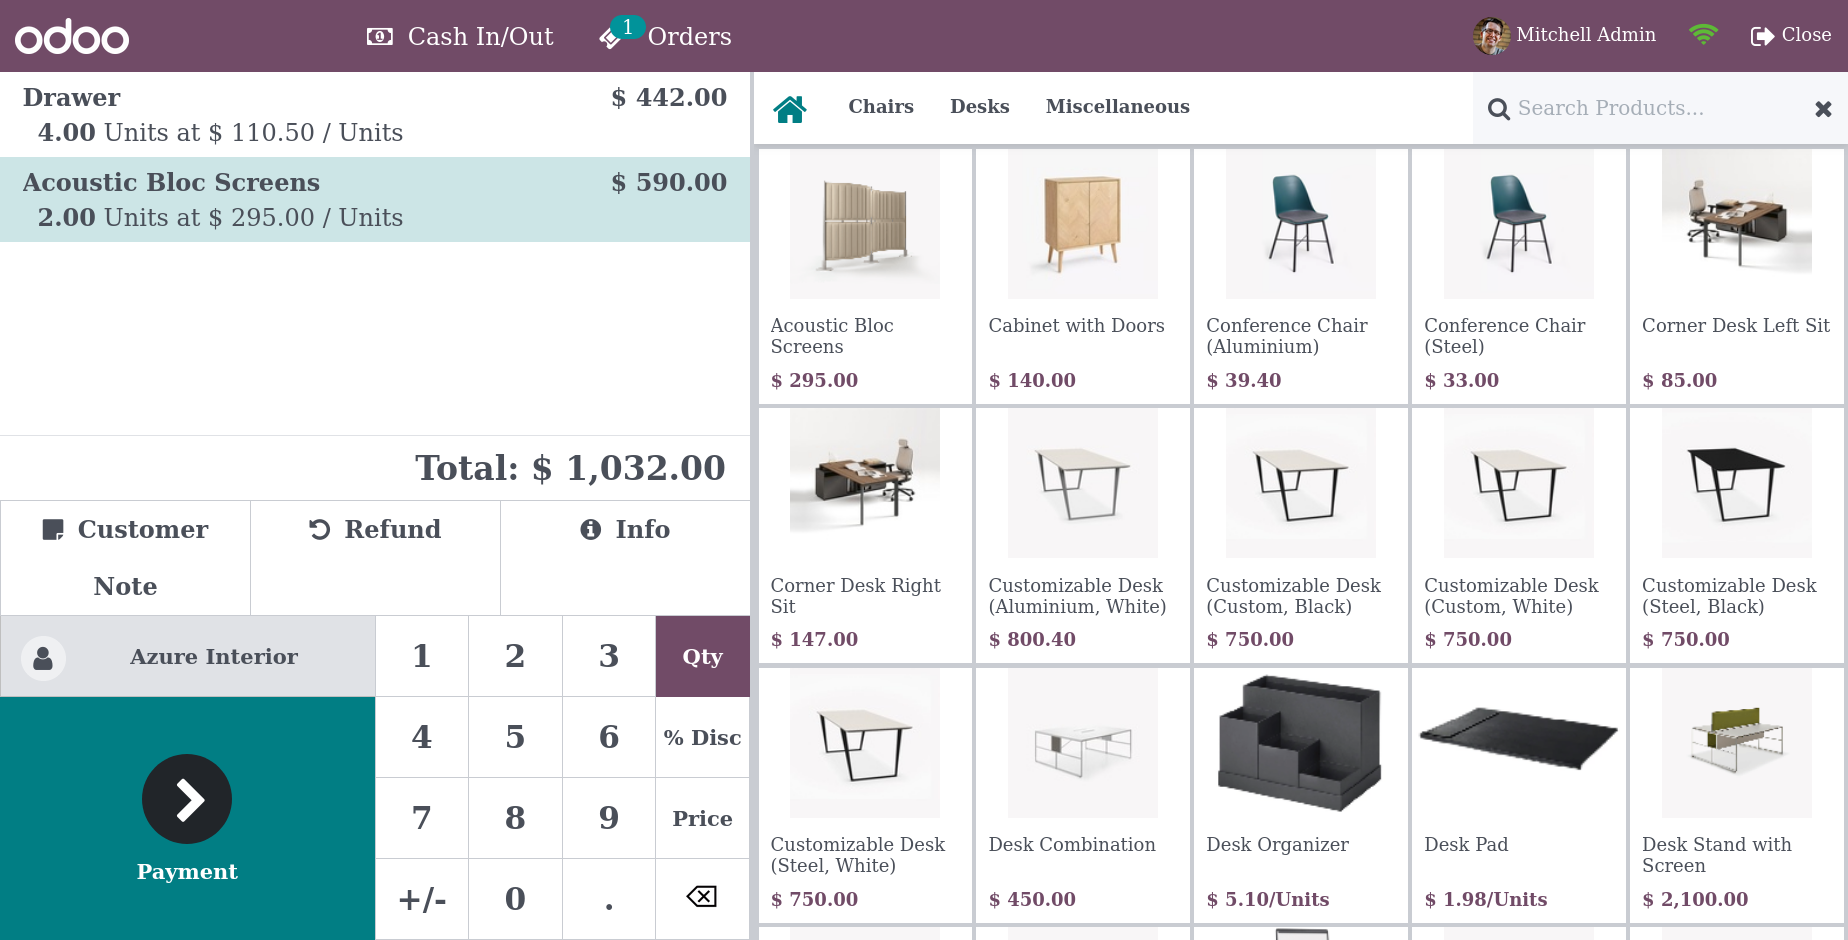 odoo
Cash In/Out
1
Orders
Mitchell Admin
Close
Drawer $ 442.00
4.00 Units at $ 110.50 / Units
Acoustic Bloc Screens $ 590.00
2.00 Units at $ 295.00 / Units
Total: $ 1,032.00
Customer
Note
Refund
Info
Azure Interior
Payment
1 2 3 Qty
4 5 6 % Disc
7 8 9 Price
+/- 0 .
Chairs Desks Miscellaneous
Search Products...
Acoustic Bloc
Screens
$ 295.00
Cabinet with Doors
$ 140.00
Conference Chair
(Aluminium)
$ 39.40
Conference Chair
(Steel)
$ 33.00
Corner Desk Left Sit
$ 85.00
Corner Desk Right
Sit
$ 147.00
Customizable Desk
(Aluminium, White)
$ 800.40
Customizable Desk
(Custom, Black)
$ 750.00
Customizable Desk
(Custom, White)
$ 750.00
Customizable Desk
(Steel, Black)
$ 750.00
Customizable Desk
(Steel, White)
$ 750.00
Desk Combination
$ 450.00
Desk Organizer
$ 5.10/Units
Desk Pad
$ 1.98/Units
Desk Stand with
Screen
$ 2,100.00